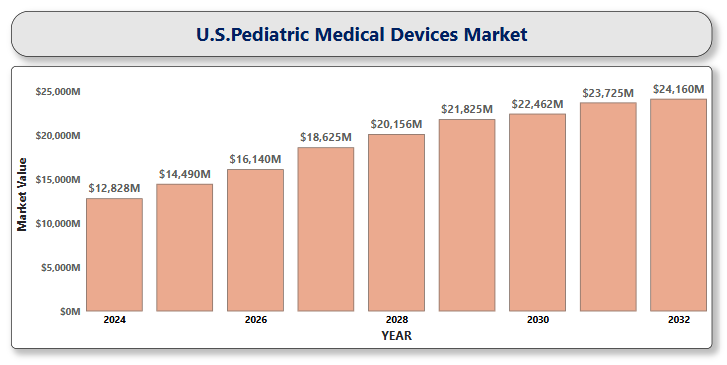 U.S.Pediatric Medical Devices Market
$25,000M
$20,000M
$15,000M
$10,000M
$5,000M
$0M
Market Value
$12,828M
$14,490M
$16,140M
$18,625M
$20,156M
$21,825M
$22,462M
$23,725M
$24,160M
2024
2026
2028
2030
2032
YEAR